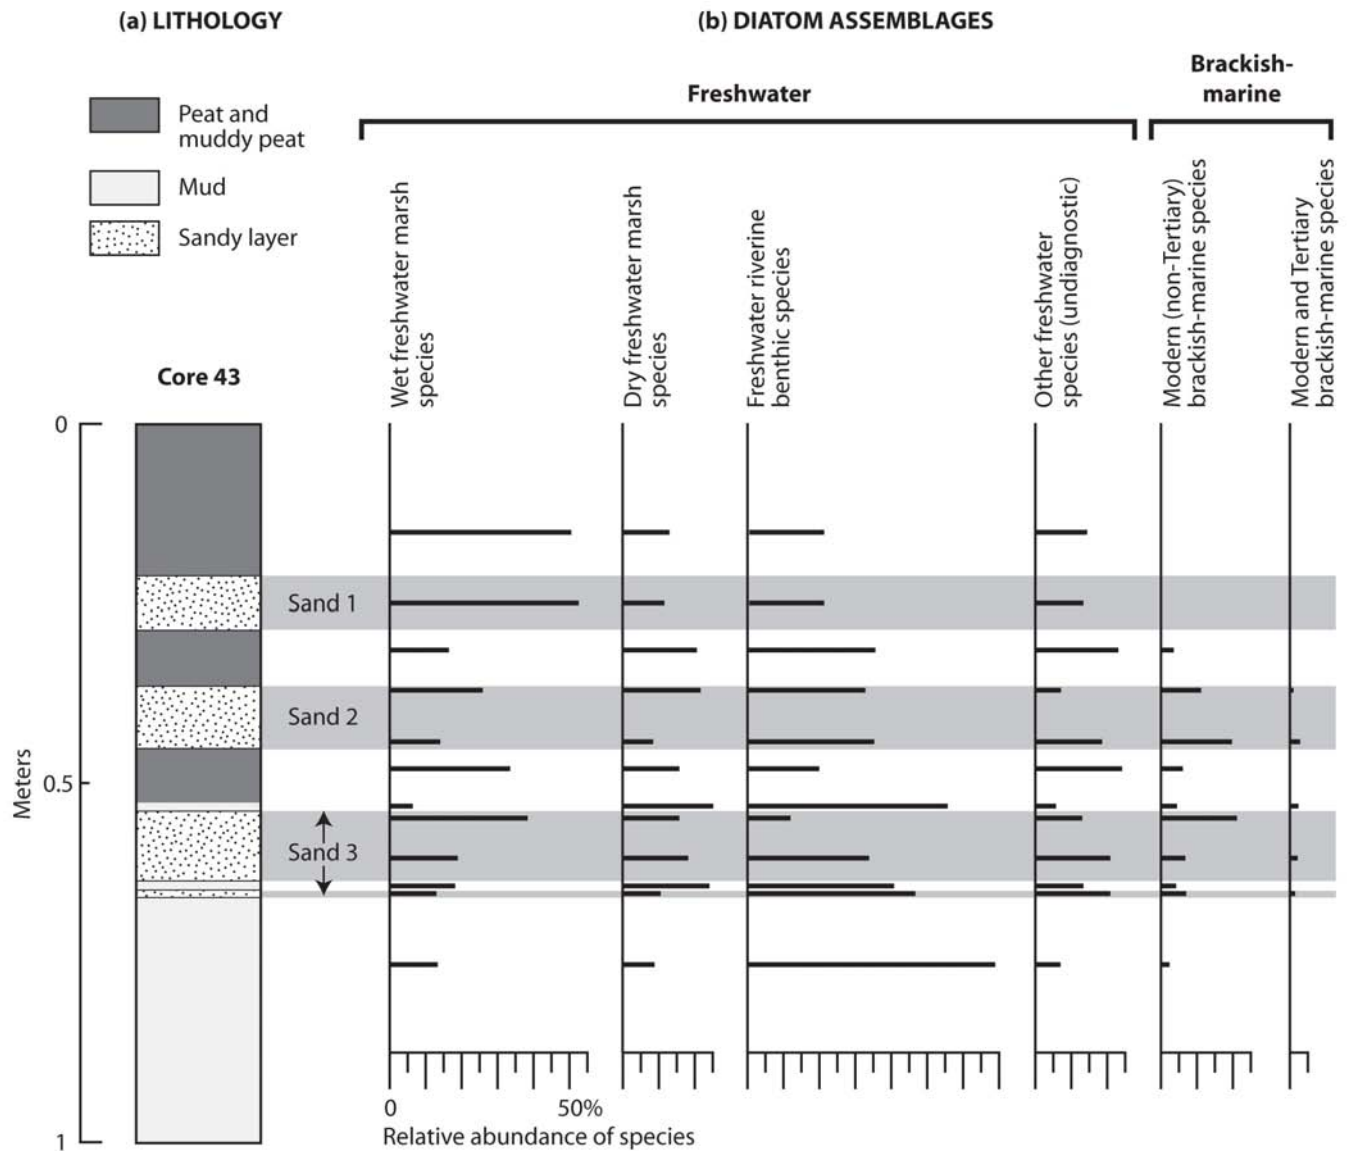 (a) LITHOLOGY
(b) DIATOM ASSEMBLAGES
Peat and
muddy peat
Mud
Sandy layer
Freshwater
Brackish-
marine
Wet freshwater marsh
species
Dry freshwater marsh
species
Freshwater riverine
benthic species
Other freshwater
species (undiagnostic)
Modern (non-Tertiary)
brackish-marine species
Modern and Tertiary
brackish-marine species
Core 43
Meters
0
0.5
1
Sand 1
Sand 2
Sand 3
0
50%
Relative abundance of species